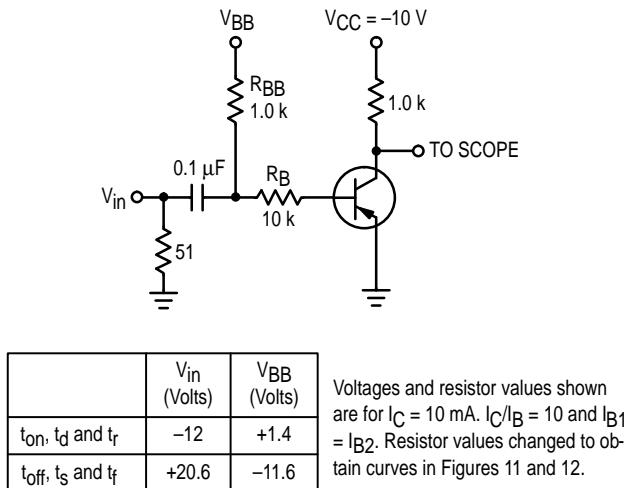 VBB
VCC = –10 V
RBB
1.0 k
1.0 k
TO SCOPE
0.1 μF
RB
Vin
10 k
51
Vin
(Volts)
VBB
(Volts)
ton, td and tr
–12
+1.4
toff, ts and tf
+20.6
–11.6
Voltages and resistor values shown
are for IC = 10 mA. IC/IB = 10 and IB1
= IB2. Resistor values changed to ob-
tain curves in Figures 11 and 12.